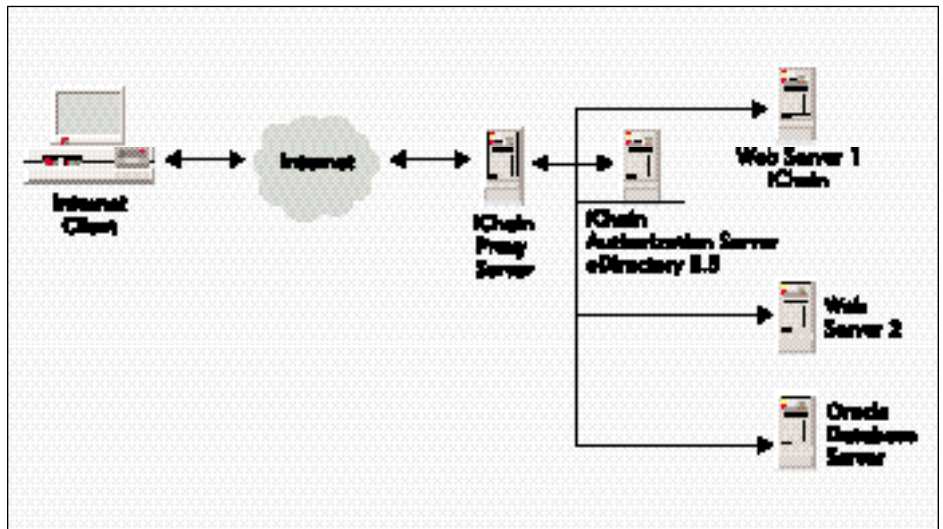 Internet
Client
Internet
iChain
Proxy
Server
iChain
Authorization Server
eDirectory 8.5
Web Server 1
iChain
Web
Server 2
Oracle
Database
Server